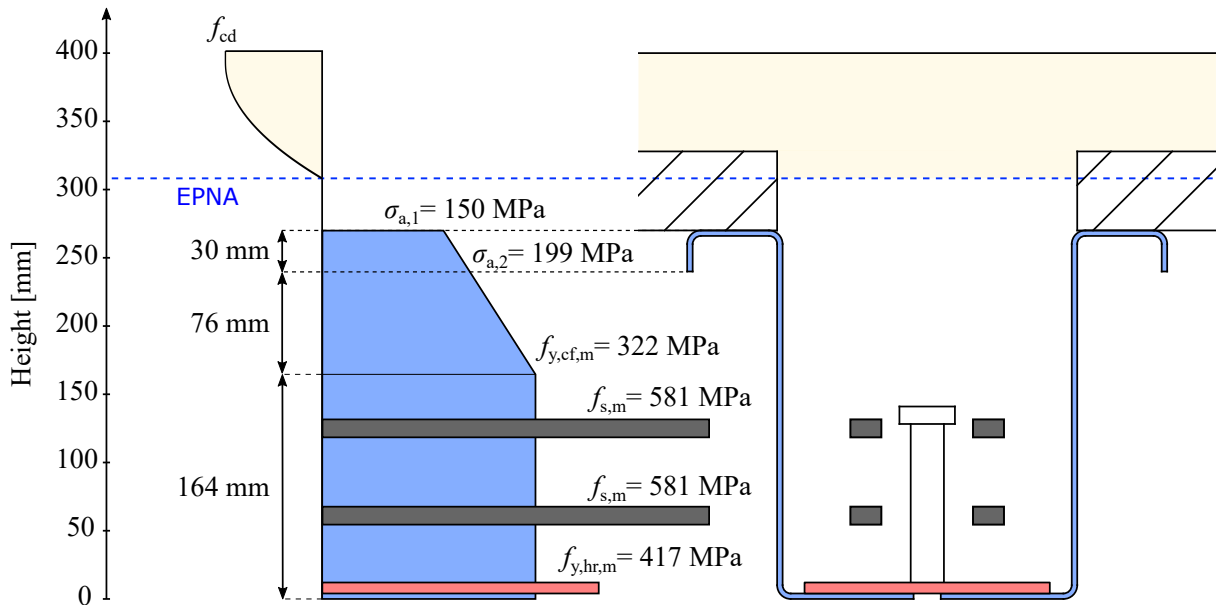 f_cd
400
350
300
EPNA
σ_a,1= 150 MPa
30 mm
σ_a,2= 199 MPa
250
76 mm
200
f_y,cf,m= 322 MPa
150
f_s,m= 581 MPa
100
164 mm
f_s,m= 581 MPa
50
f_y,hr,m= 417 MPa
0
Height [mm]